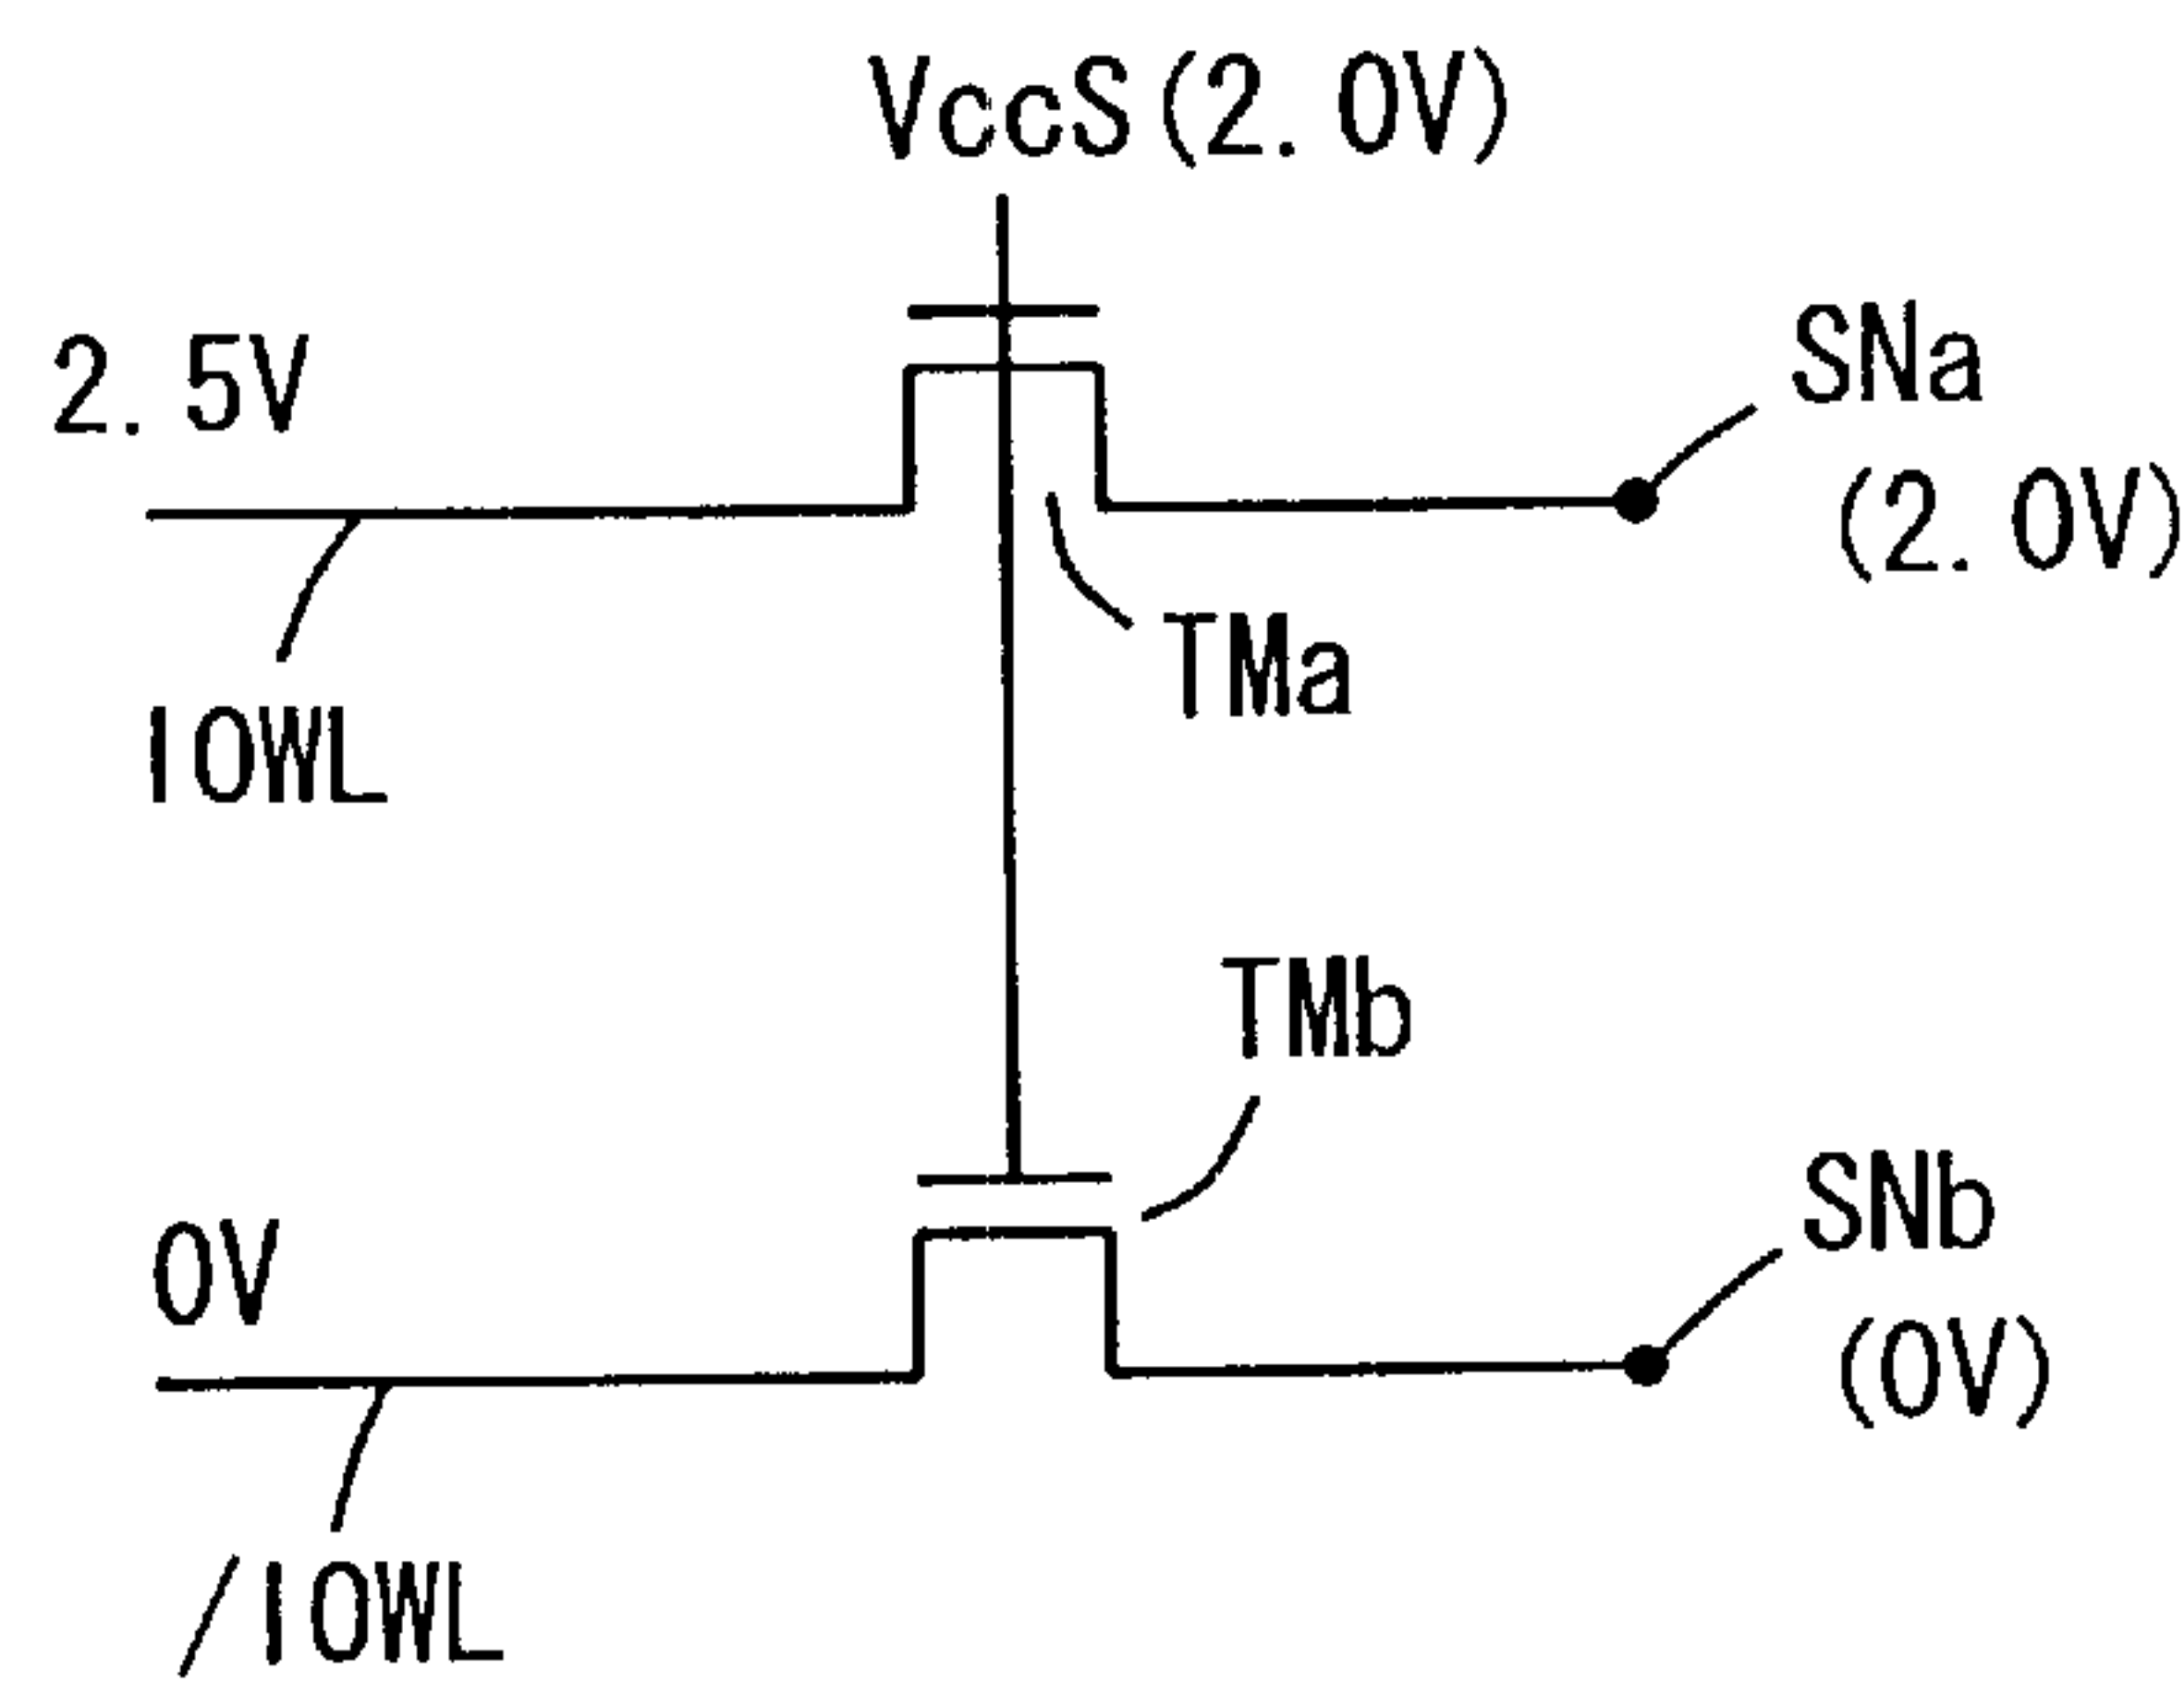 VccS(2.0V)
2.5V
SNa
(2.0V)
TMa
IOWL
TMb
SNb
0V
(0V)
/IOWL